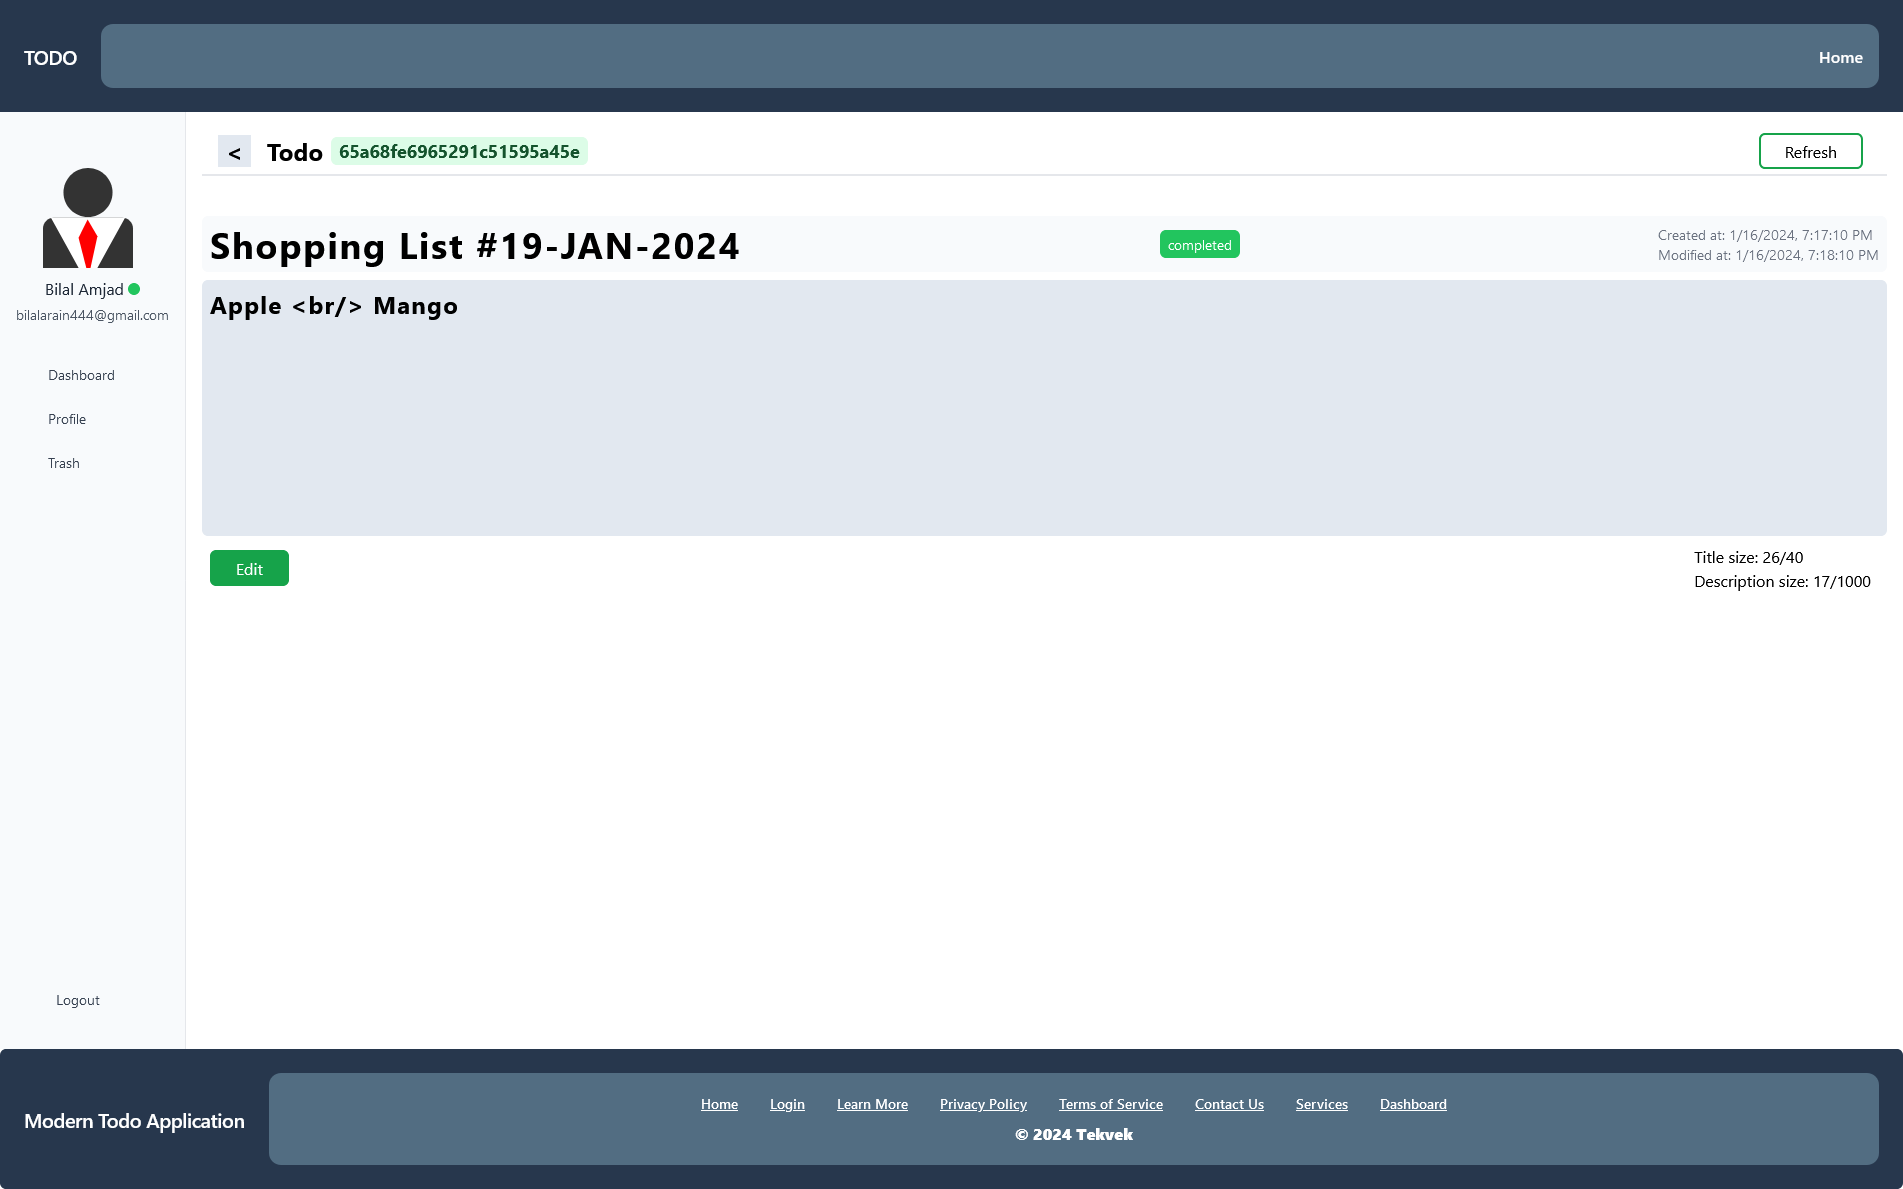 TODO
Home
Bilal Amjad
bilalarain444@gmail.com
Dashboard
Profile
Trash
Logout
< Todo 65a68fe6965291c51595a45e
Refresh
Shopping List #19-JAN-2024
completed
Created at: 1/16/2024, 7:17:10 PM
Modified at: 1/16/2024, 7:18:10 PM
Apple <br/> Mango
Edit
Title size: 26/40
Description size: 17/1000
Modern Todo Application
Home Login Learn More Privacy Policy Terms of Service Contact Us Services Dashboard
© 2024 Tekvek